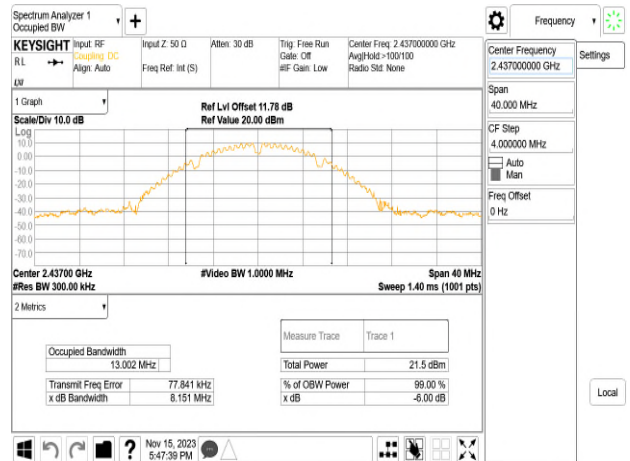 Spectrum Analyzer 1
Occupied BW
+
Frequency
KEYSIGHT
Input: RF
Input Z: 50 Ω
Atten: 30 dB
Trig: Free Run
Center Freq: 2.437000000 GHz
RL
Coupling: DC
Gate: Off
Avg|Hold:>100/100
Align: Auto
Freq Ref: Int (S)
#IF Gain: Low
Radio Std: None
Center Frequency
2.437000000 GHz
Settings
Span
40.000 MHz
CF Step
4.000000 MHz
Auto
Man
Freq Offset
0 Hz
1 Graph
Ref Lvl Offset 11.78 dB
Scale/Div 10.0 dB
Ref Value 20.00 dBm
Log
10.0
0.00
-10.0
-20.0
-30.0
-40.0
-50.0
-60.0
-70.0
Center 2.43700 GHz
#Video BW 1.0000 MHz
Span 40 MHz
#Res BW 300.00 kHz
Sweep 1.40 ms (1001 pts)
2 Metrics
Measure Trace
Trace 1
Occupied Bandwidth
13.002 MHz
Total Power
21.5 dBm
Transmit Freq Error
77.841 kHz
% of OBW Power
99.00 %
x dB Bandwidth
8.151 MHz
x dB
-6.00 dB
Local
?
Nov 15, 2023
5:47:39 PM